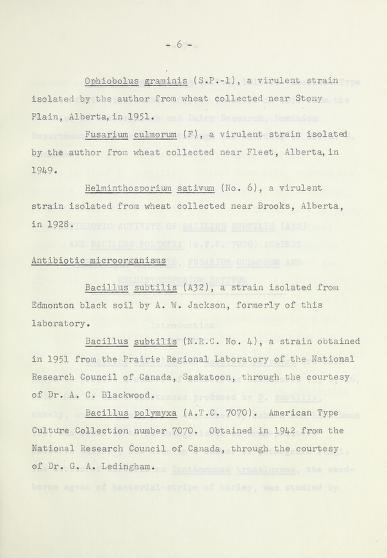 - 6 -
Ophiobolus graminis (S.P.-1), a virulent strain
isolated by the author from wheat collected near Stony
Plain, Alberta, in 1951.
Fusarium culmorum (F), a virulent strain isolated
by the author from wheat collected near Fleet, Alberta, in
1949.
Helminthosporium sativum (No. 6), a virulent
strain isolated from wheat collected near Brooks, Alberta,
in 1928.
Antibiotic microorganisms
Bacillus subtilis (A32), a strain isolated from
Edmonton black soil by A. W. Jackson, formerly of this
laboratory.
Bacillus subtilis (N.R.C. No. 4), a strain obtained
in 1951 from the Prairie Regional Laboratory of the National
Research Council of Canada, Saskatoon, through the courtesy
of Dr. A. C. Blackwood.
Bacillus polymyxa (A.T.C. 7070). American Type
Culture Collection number 7070. Obtained in 1942 from the
National Research Council of Canada, through the courtesy
of Dr. G. A. Ledingham.